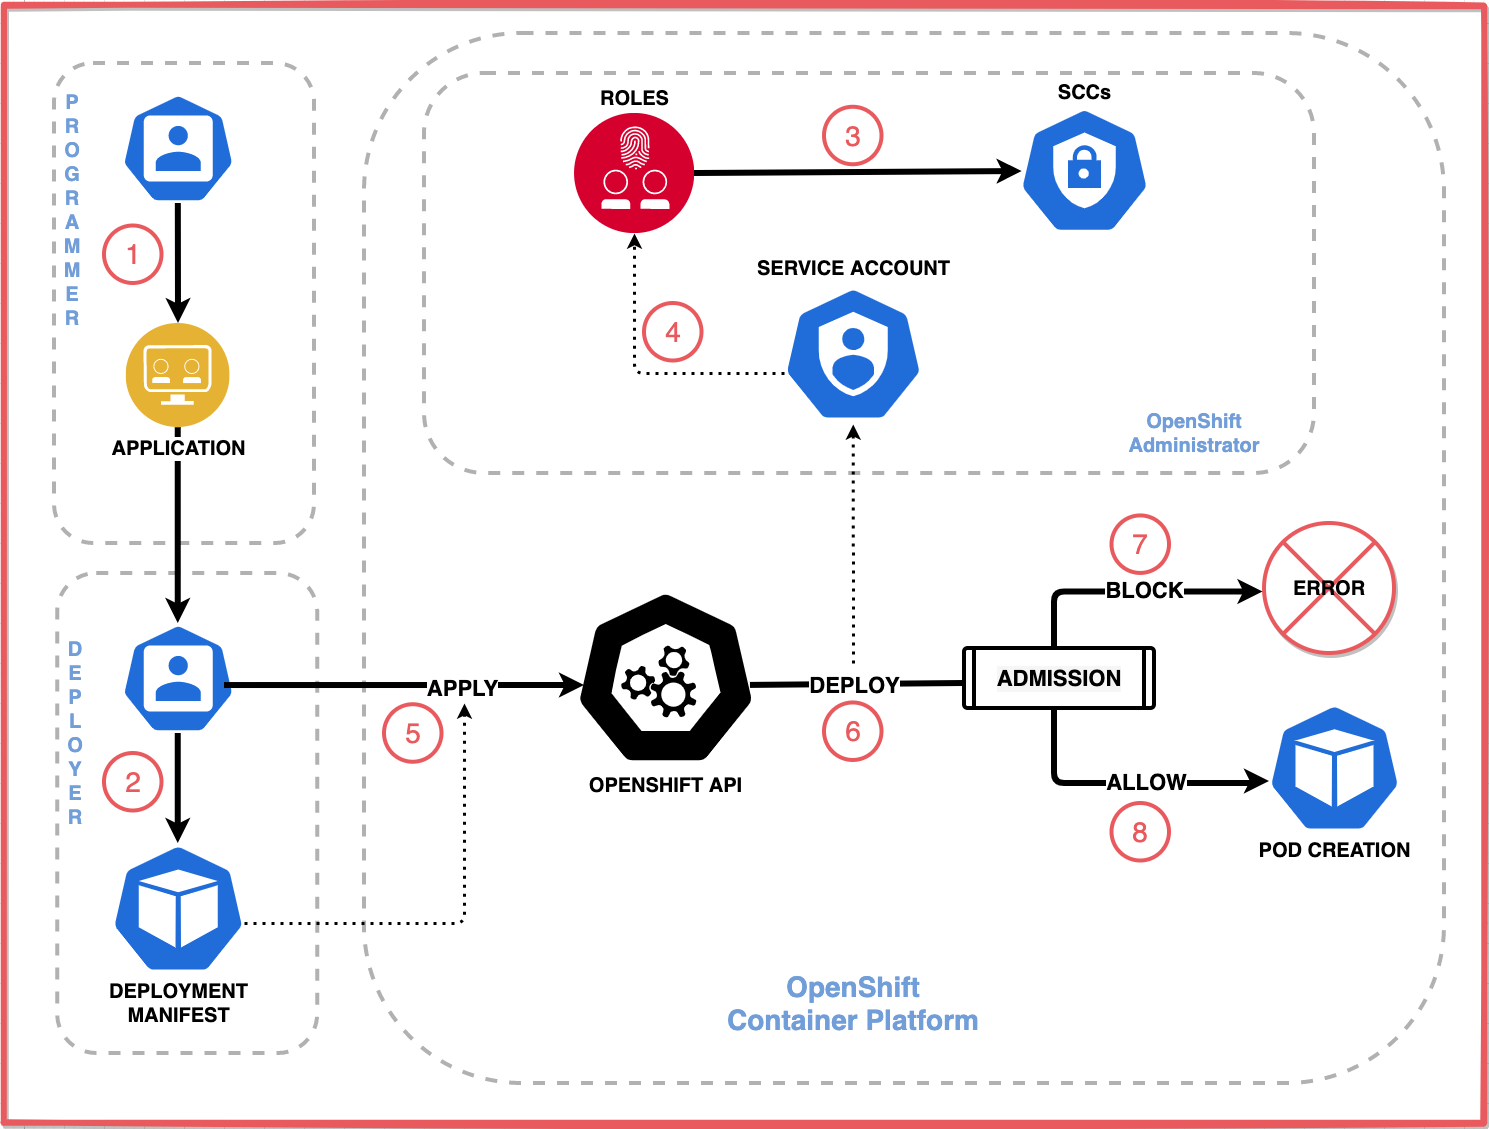 PROGRAMMER
1
APPLICATION
DEPLOYER
2
DEPLOYMENT
MANIFEST
ROLES
3
SCCs
SERVICE ACCOUNT
4
OpenShift
Administrator
APPLY
5
OPENSHIFT API
DEPLOY
6
ADMISSION
7
BLOCK
ERROR
ALLOW
8
POD CREATION
OpenShift
Container Platform